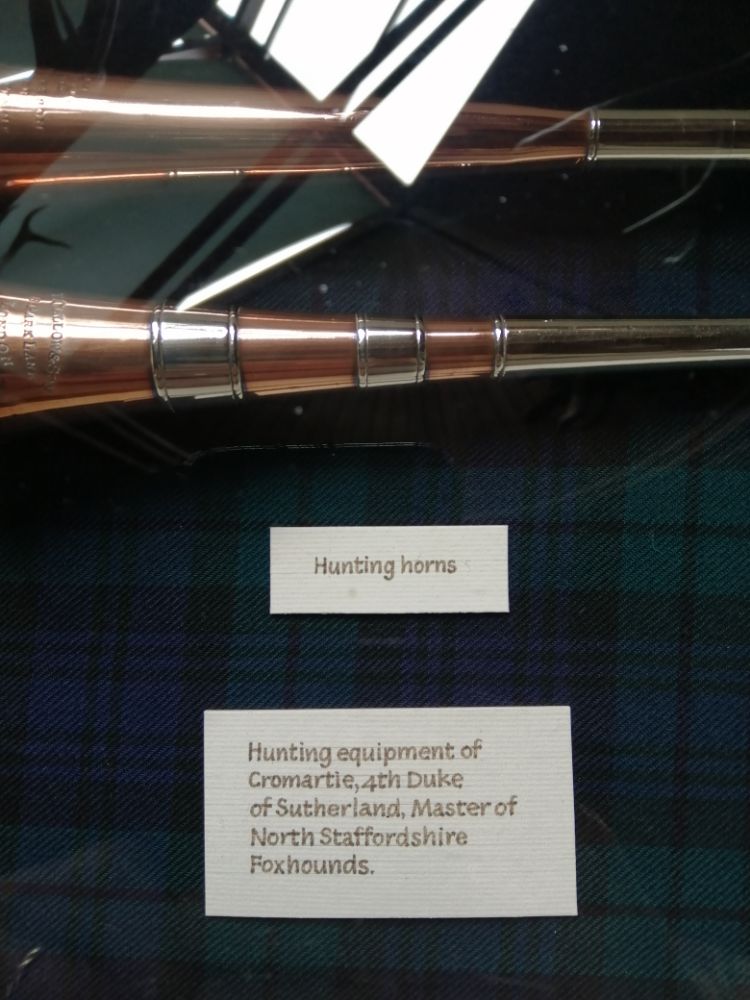 Hunting horns
Hunting equipment of
Cromartie, 4th Duke
of Sutherland, Master of
North Staffordshire
Foxhounds.